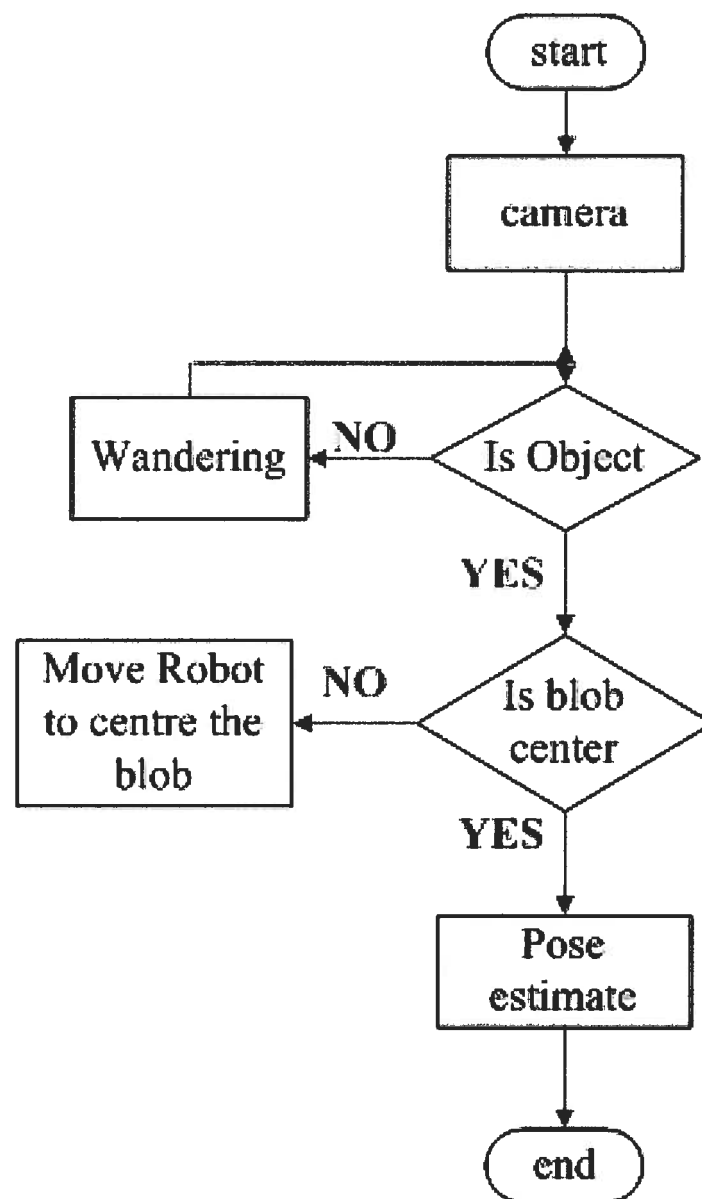 start
camera
Wandering
NO
Is Object
YES
Move Robot
to centre the
blob
NO
Is blob
center
YES
Pose
estimate
end